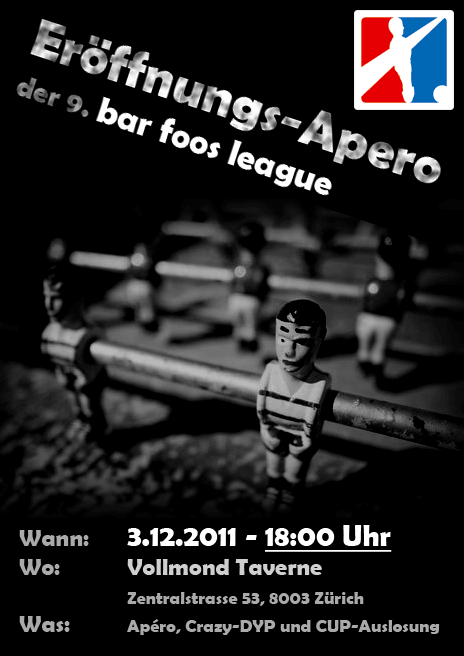 Eröffnungs-Apero
der 9. bar foos league
Wann: 3.12.2011 - 18:00 Uhr
Wo: Vollmond Taverne
Zentralstrasse 53, 8003 Zürich
Was: Apéro, Crazy-DYP und CUP-Auslosung